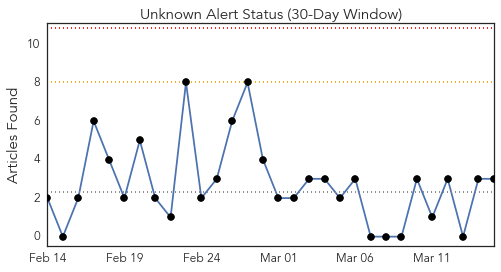 Unknown Alert Status (30-Day Window)
Articles Found
10
8
6
4
2
0
Feb 14
Feb 19
Feb 24
Mar 01
Mar 06
Mar 11